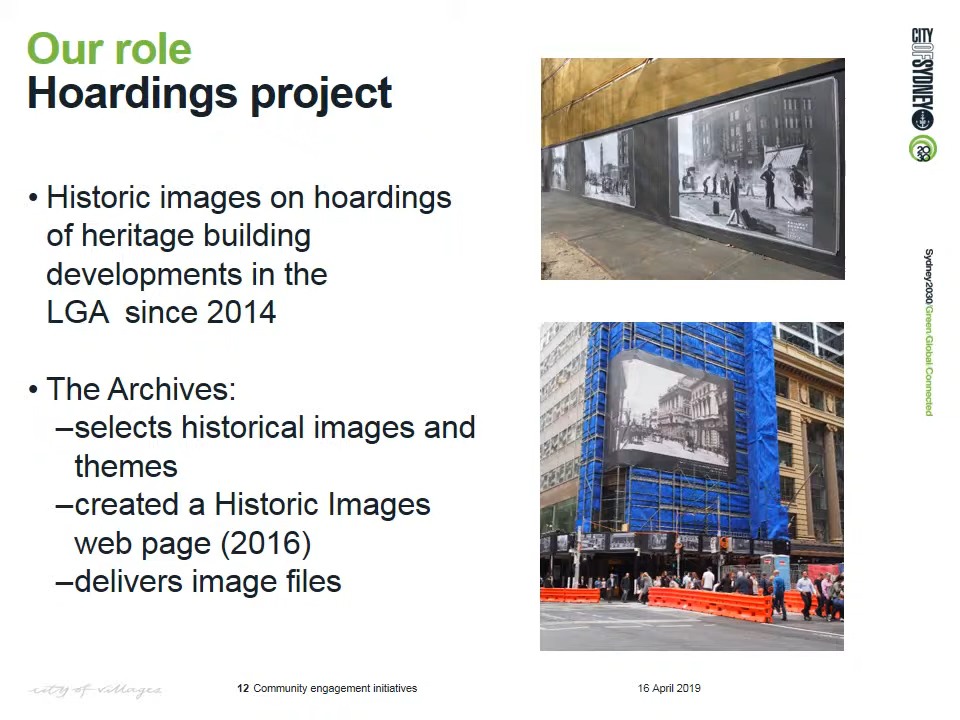 Our role
Hoardings project
• Historic images on hoardings
of heritage building
developments in the
LGA  since 2014
• The Archives:
–selects historical images and
themes
–created a Historic Images
web page (2016)
–delivers image files
CITY OF SYDNEY
2030
Sydney2030/Green/Global/Connected
city of villages
12 Community engagement initiatives
16 April 2019